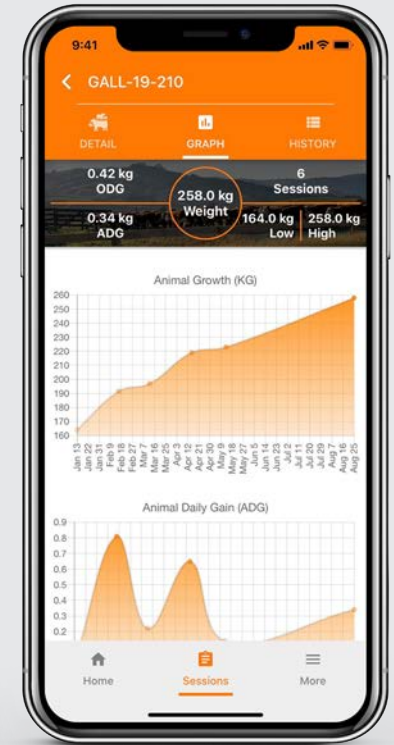 9:41
GALL-19-210
DETAIL
GRAPH
HISTORY
0.42 kg
ODG
258.0 kg
Weight
6
Sessions
0.34 kg
ADG
164.0 kg
Low
258.0 kg
High
Animal Growth (KG)
260
250
240
230
220
210
200
190
180
170
160
Jan 13
Jan 22
Jan 31
Feb 9
Feb 18
Feb 27
Mar 7
Mar 16
Mar 25
Apr 3
Apr 12
Apr 21
Apr 30
May 9
May 18
May 27
Jun 5
Jun 14
Jun 23
Jul 2
Jul 11
Jul 20
Jul 29
Aug 7
Aug 16
Aug 25
Animal Daily Gain (ADG)
0.9
0.8
0.7
0.6
0.5
0.4
0.3
0.2
Home
Sessions
More